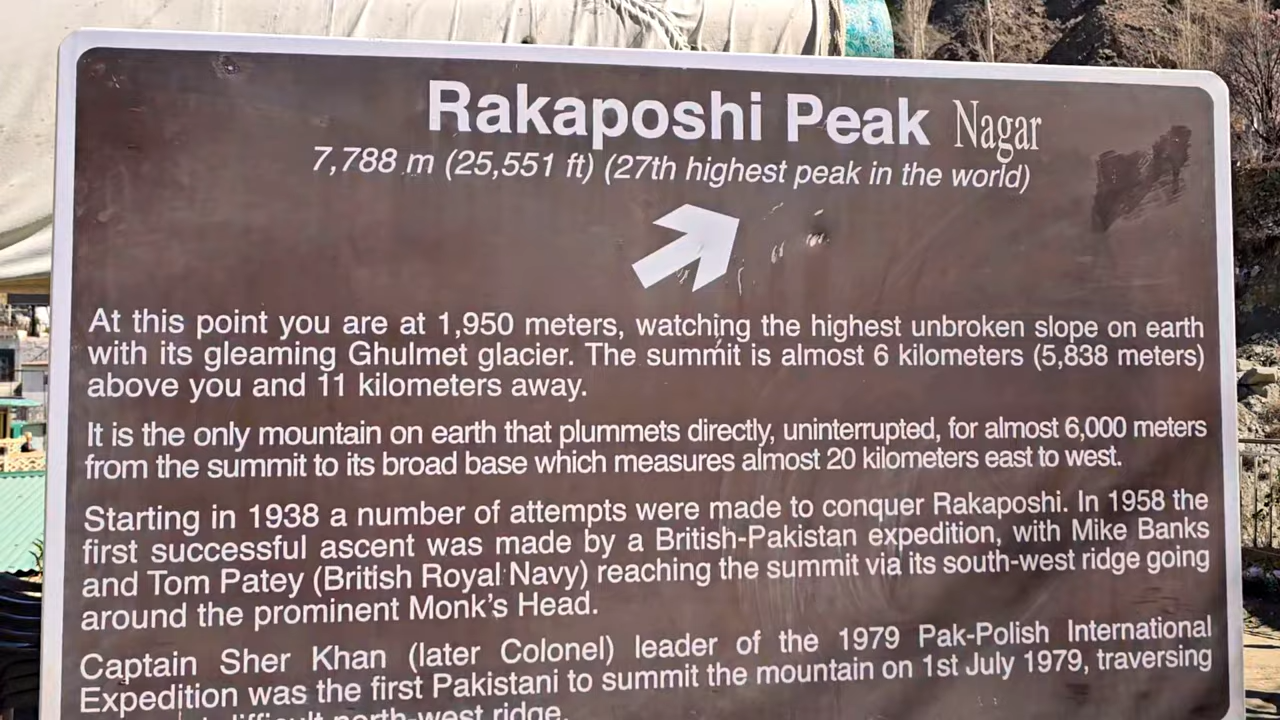 Rakaposhi Peak Nagar
7,788 m (25,551 ft) (27th highest peak in the world)
At this point you are at 1,950 meters, watching the highest unbroken slope on earth
with its gleaming Ghulmet glacier. The summit is almost 6 kilometers (5,838 meters)
above you and 11 kilometers away.
It is the only mountain on earth that plummets directly, uninterrupted, for almost 6,000 meters
from the summit to its broad base which measures almost 20 kilometers east to west.
Starting in 1938 a number of attempts were made to conquer Rakaposhi. In 1958 the
first successful ascent was made by a British-Pakistan expedition, with Mike Banks
and Tom Patey (British Royal Navy) reaching the summit via its south-west ridge going
around the prominent Monk's Head.
Captain Sher Khan (later Colonel) leader of the 1979 Pak-Polish International
Expedition was the first Pakistani to summit the mountain on 1st July 1979, traversing
difficult north-west ridge.